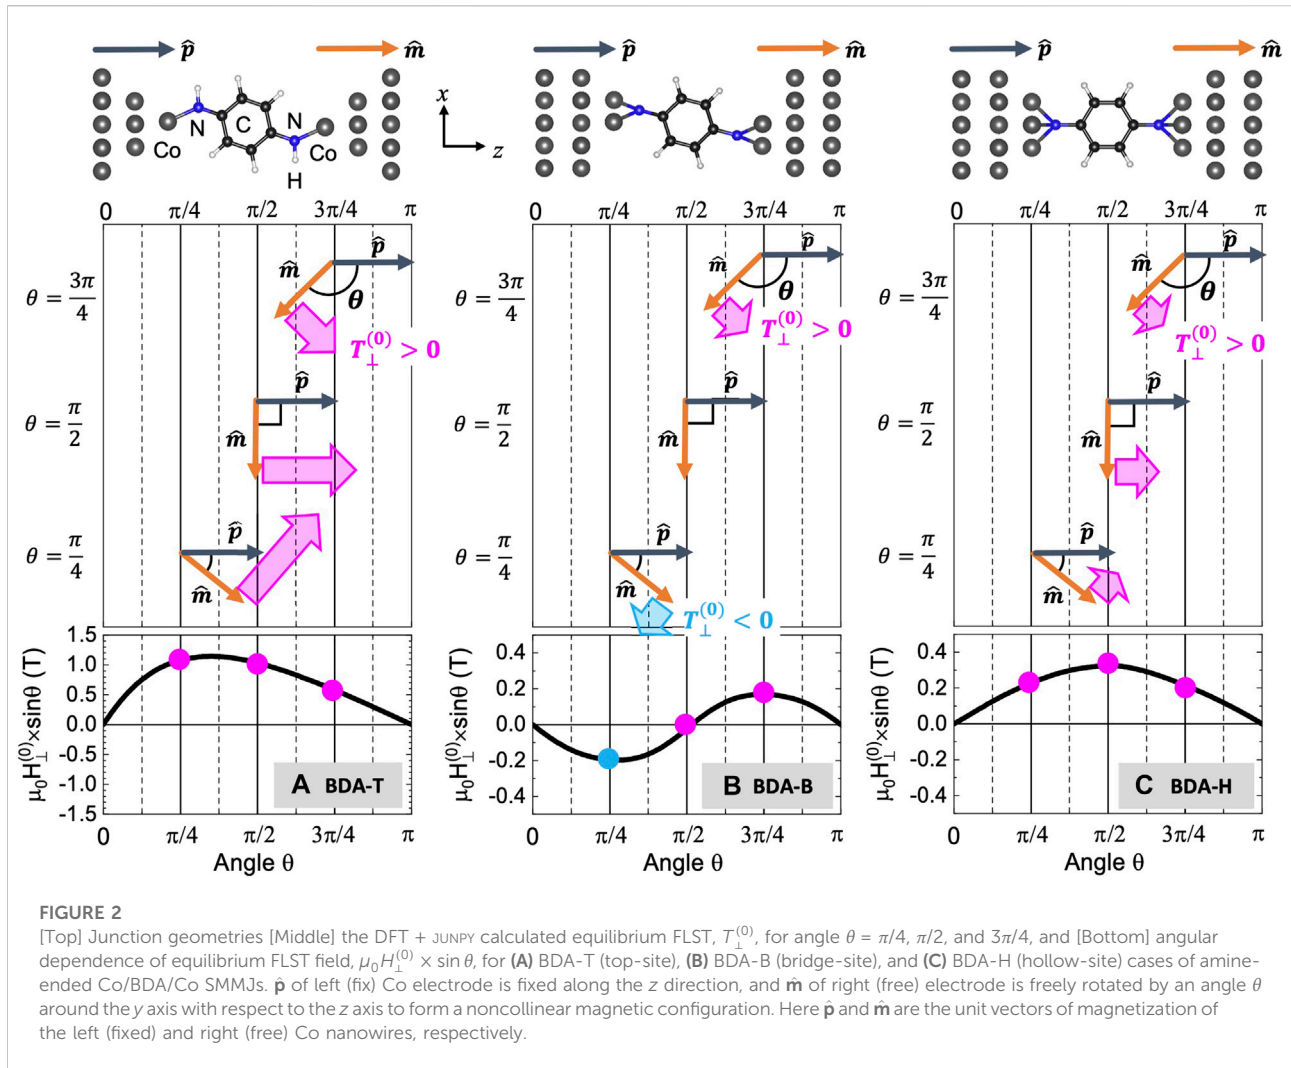 p̂ m̂ p̂ m̂ p̂ m̂
N C N
Co Co
H
x
z
0 π/4 π/2 3π/4 π 0 π/4 π/2 3π/4 π 0 π/4 π/2 3π/4 π
θ = 3π/4 m̂ p̂ θ T⊥(0) > 0
θ = π/2 p̂ m̂
θ = π/4 p̂ m̂
θ = 3π/4 m̂ p̂ θ T⊥(0) > 0
θ = π/2 p̂ m̂
θ = π/4 p̂ m̂ T⊥(0) < 0
θ = 3π/4 m̂ p̂ θ T⊥(0) > 0
θ = π/2 p̂ m̂
θ = π/4 p̂ m̂
μ0H⊥(0)×sinθ (T)
1.5
1.0
0.5
0.0
-0.5
-1.0
-1.5
A BDA-T
0 π/4 π/2 3π/4 π
Angle θ
μ0H⊥(0)×sinθ (T)
0.4
0.2
0.0
-0.2
-0.4
B BDA-B
0 π/4 π/2 3π/4 π
Angle θ
μ0H⊥(0)×sinθ (T)
0.4
0.2
0.0
-0.2
-0.4
C BDA-H
0 π/4 π/2 3π/4 π
Angle θ
FIGURE 2
[Top] Junction geometries [Middle] the DFT + JUNPY calculated equilibrium FLST, T⊥(0), for angle θ = π/4, π/2, and 3π/4, and [Bottom] angular
dependence of equilibrium FLST field, μ0H⊥(0) × sin θ, for (A) BDA-T (top-site), (B) BDA-B (bridge-site), and (C) BDA-H (hollow-site) cases of amine-
ended Co/BDA/Co SMMJs. p̂ of left (fix) Co electrode is fixed along the z direction, and m̂ of right (free) electrode is freely rotated by an angle θ
around the y axis with respect to the z axis to form a noncollinear magnetic configuration. Here p̂ and m̂ are the unit vectors of magnetization of
the left (fixed) and right (free) Co nanowires, respectively.